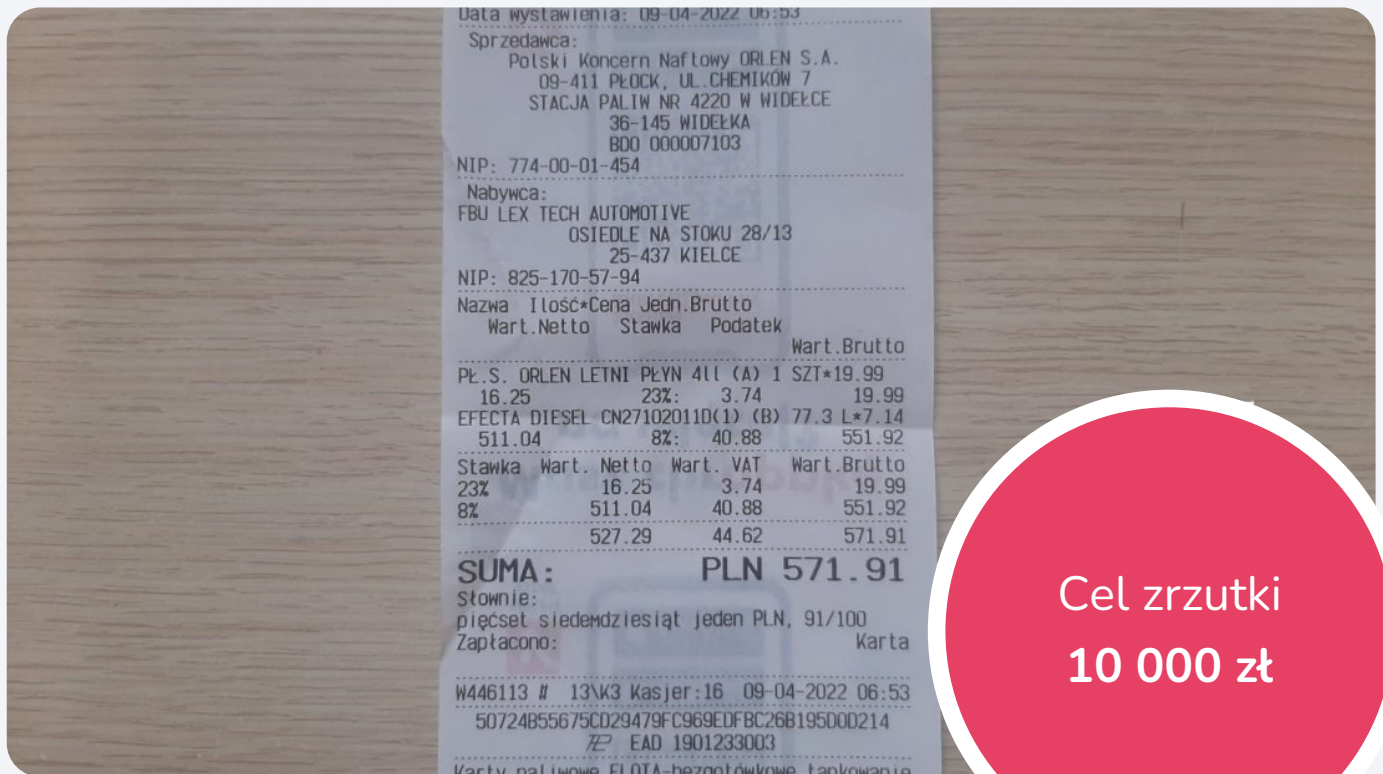 Data wystawienia: 09-04-2022 06:53
Sprzedawca:
Polski Koncern Naftowy ORLEN S.A.
09-411 PŁOCK, UL.CHEMIKÓW 7
STACJA PALIW NR 4220 W WIDEŁCE
36-145 WIDEŁKA
BDO 000007103
NIP: 774-00-01-454
Nabywca:
FBU LEX TECH AUTOMOTIVE
OSIEDLE NA STOKU 28/13
25-437 KIELCE
NIP: 825-170-57-94
Nazwa Ilość*Cena Jedn.Brutto
Wart.Netto Stawka Podatek
Wart.Brutto
PŁ.S. ORLEN LETNI PŁYN 4ll (A) 1 SZT*19.99
16.25 23%: 3.74 19.99
EFECTA DIESEL CN27102011D(1) (B) 77.3 L*7.14
511.04 8%: 40.88 551.92
Stawka Wart. Netto Wart. VAT Wart.Brutto
23% 16.25 3.74 19.99
8% 511.04 40.88 551.92
527.29 44.62 571.91
SUMA: PLN 571.91
Słownie:
pięćset siedemdziesiąt jeden PLN, 91/100
Zapłacono: Karta
W446113 # 13\K3 Kasjer:16 09-04-2022 06:53
50724B55675CD29479FC969EDFBC26B195D0D214
EAD 1901233003
Karty paliwowe FLOTA-bezgotówkowe tankowanie
Cel zrzutki
10 000 zł